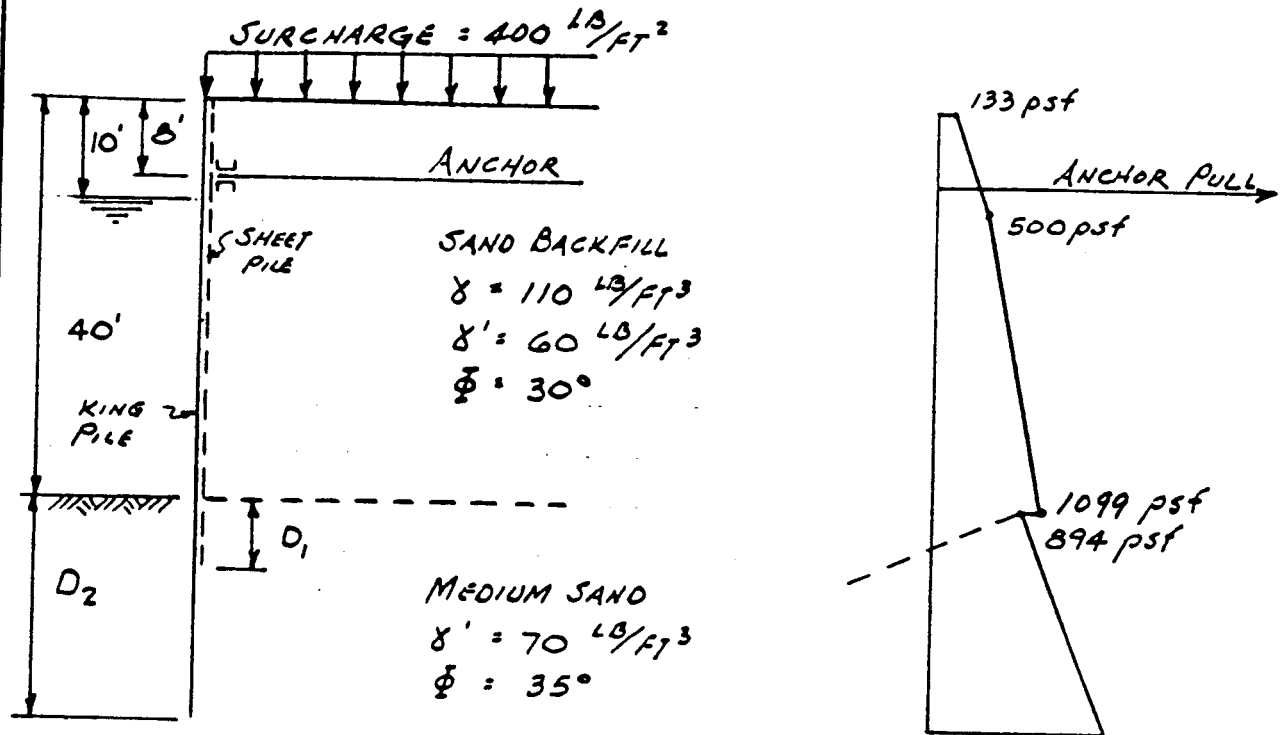 SURCHARGE = 400 LB/FT²
10'
8'
ANCHOR
SHEET
PILE
SAND BACKFILL
γ = 110 LB/FT³
γ' = 60 LB/FT³
Φ = 30°
40'
KING
PILE
D₁
D₂
MEDIUM SAND
γ' = 70 LB/FT³
Φ = 35°
133 psf
ANCHOR PULL
500 psf
1099 psf
894 psf